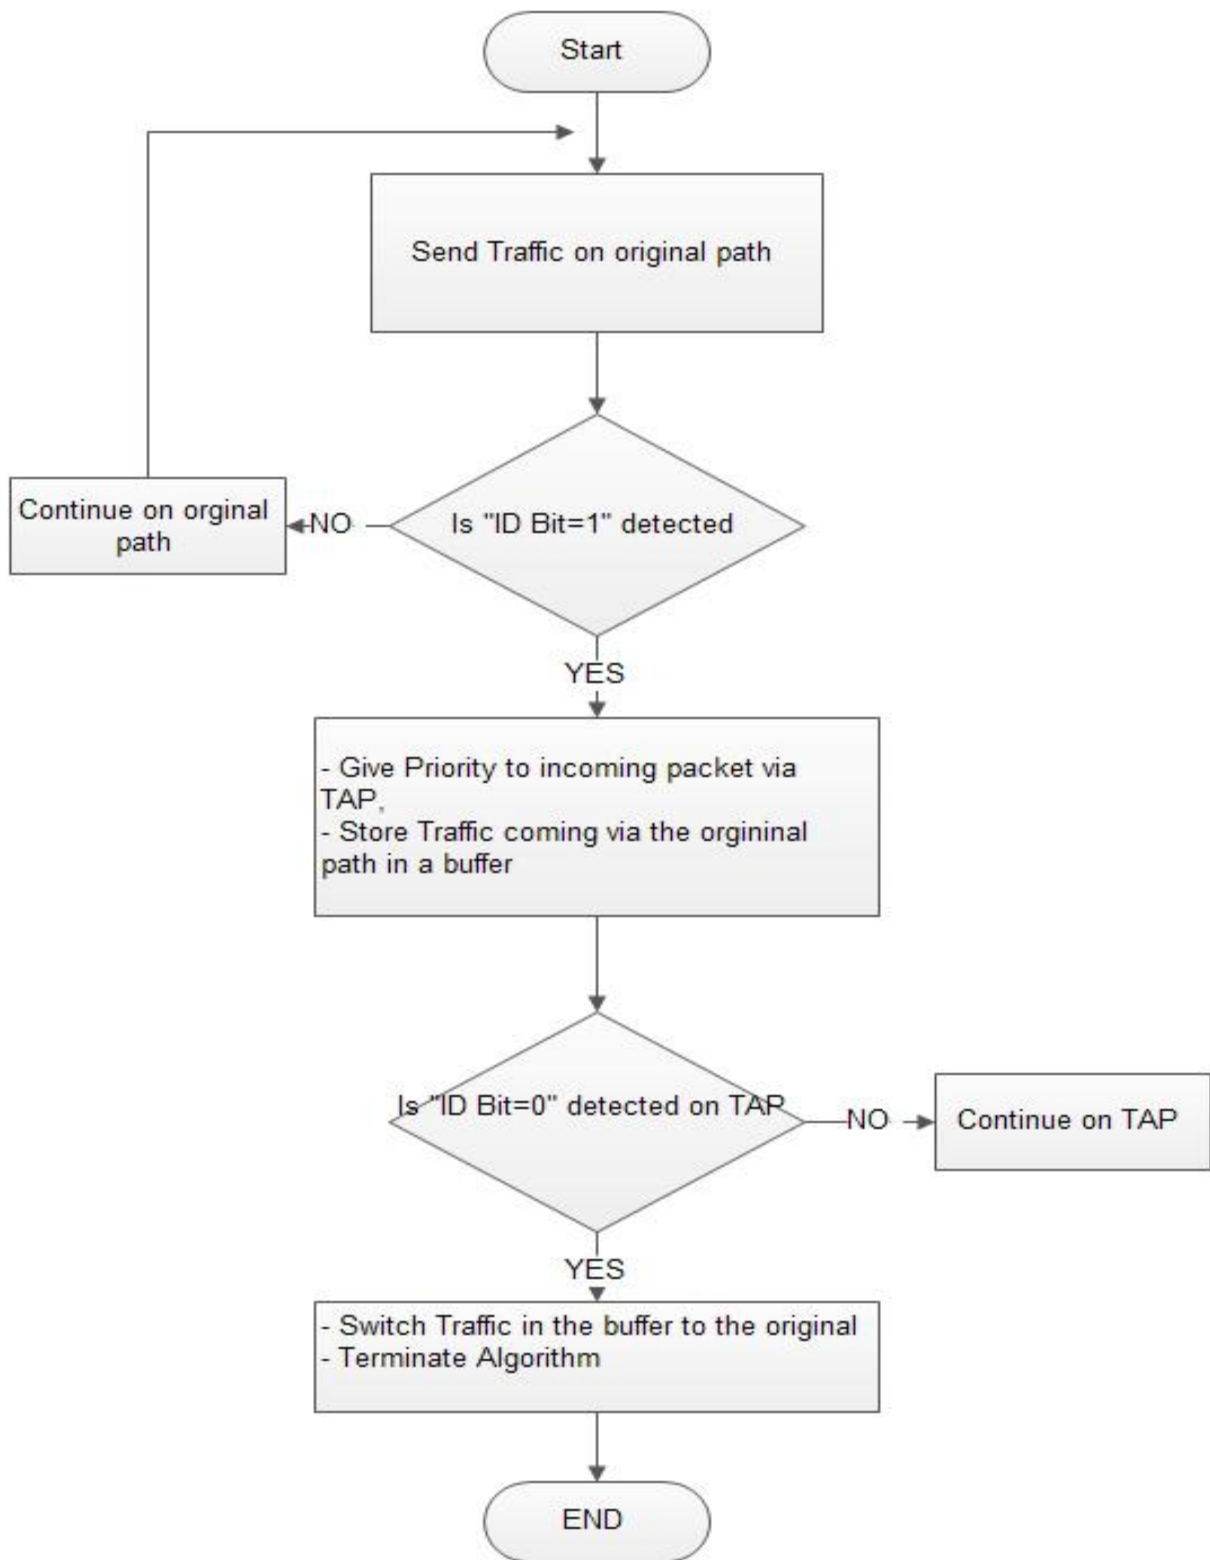 Start
Send Traffic on original path
Is "ID Bit=1" detected
NO
Continue on orginal
path
YES
- Give Priority to incoming packet via
TAP,
- Store Traffic coming via the orgininal
path in a buffer
Is "ID Bit=0" detected on TAP
NO
Continue on TAP
YES
- Switch Traffic in the buffer to the original
- Terminate Algorithm
END